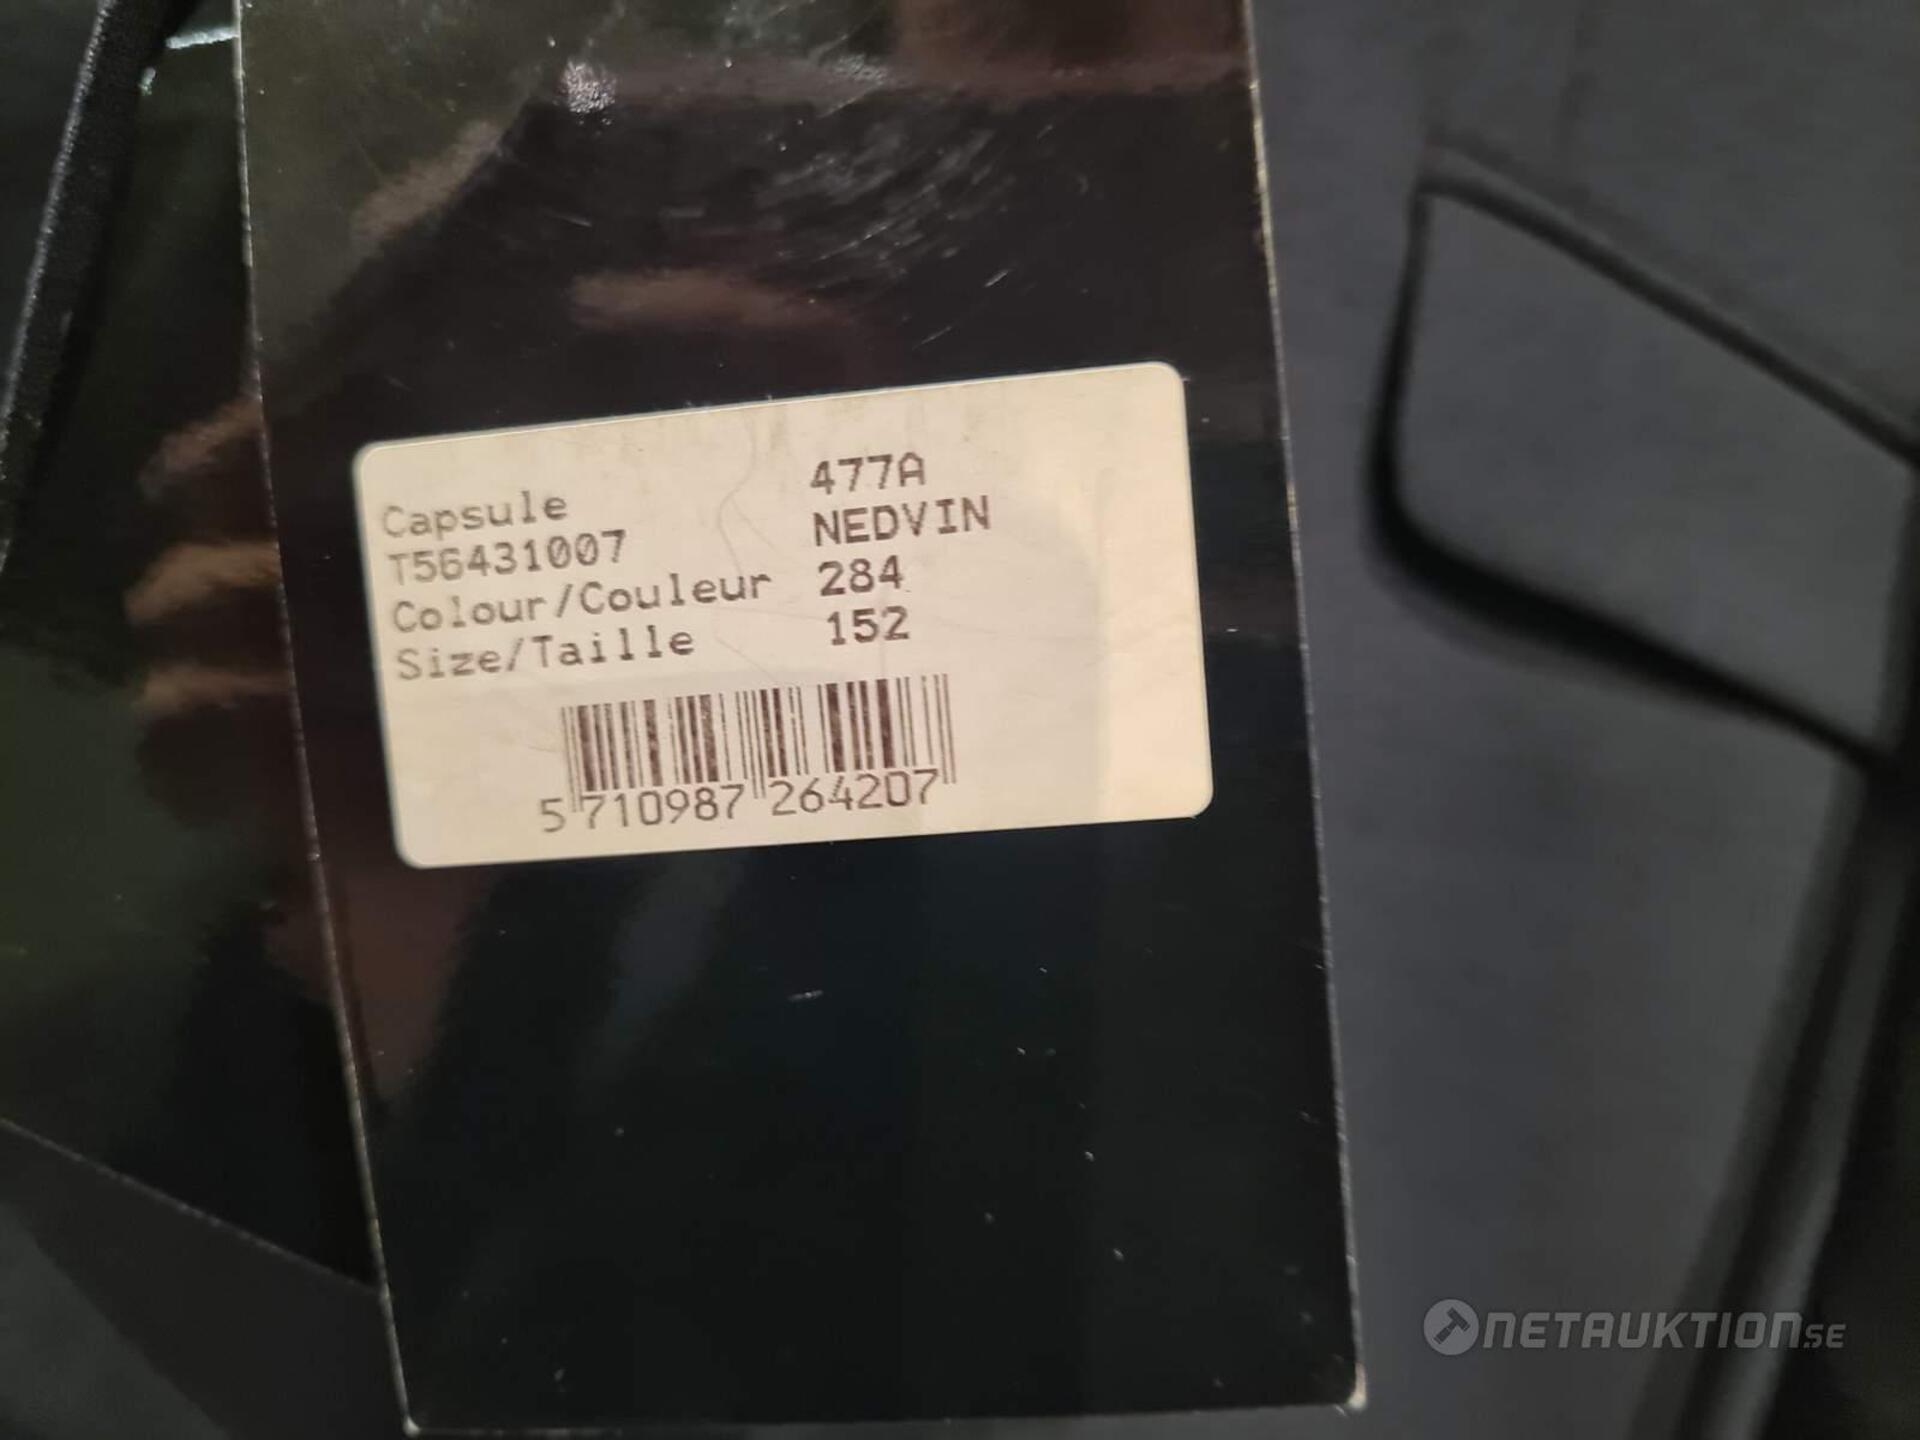 Capsule 477A
T56431007 NEDVIN
Colour/Couleur 284
Size/Taille 152
5 710987 264207
NETAUKTION.SE